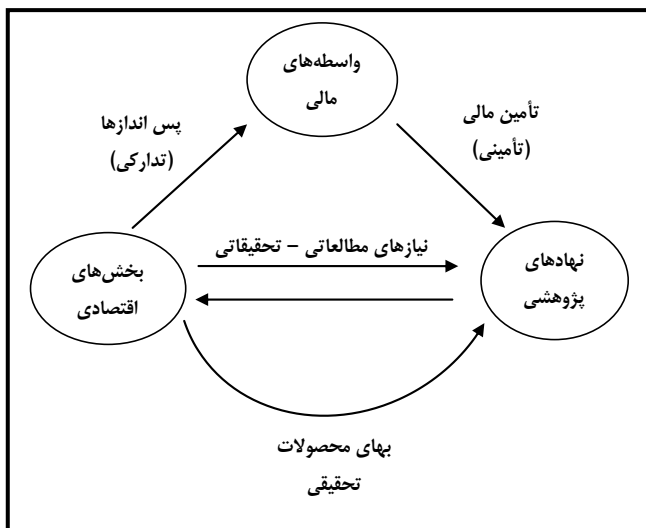 واسطه‌های
مالی
پس اندازها
(تدارکی)
تأمین مالی
(تأمینی)
نیازهای مطالعاتی – تحقیقاتی
بخش‌های
اقتصادی
نهادهای
پژوهشی
بهای محصولات
تحقیقی